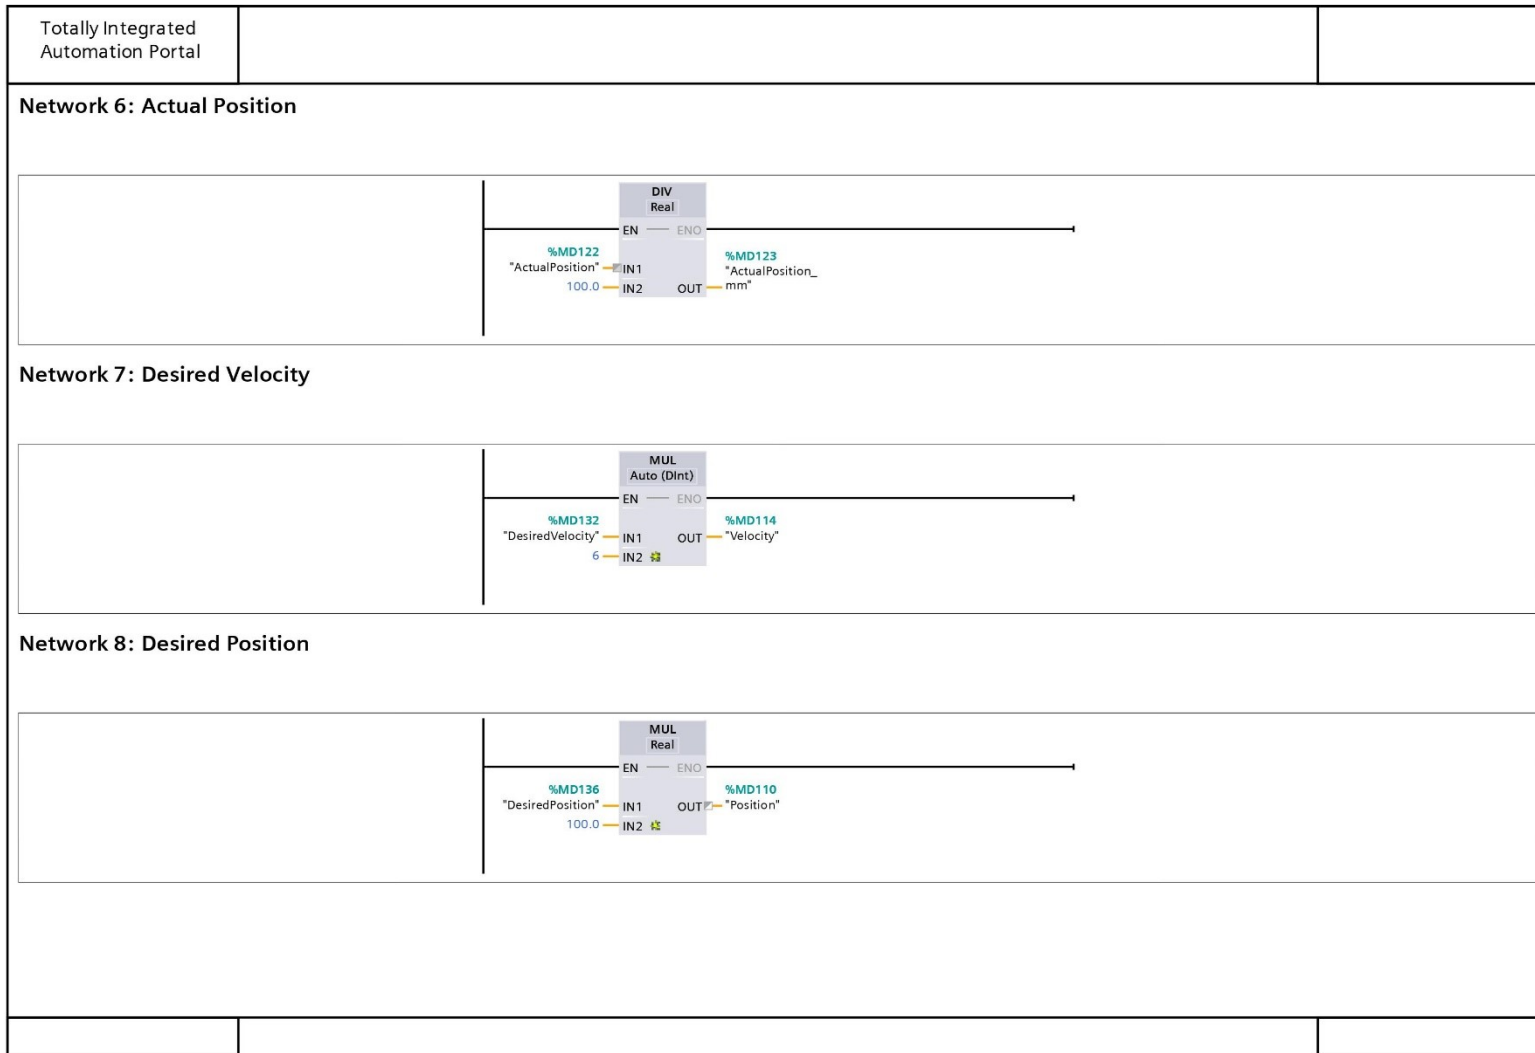 Totally Integrated
Automation Portal
Network 6: Actual Position
DIV
Real
EN
ENO
%MD122
"ActualPosition"
IN1
100.0
IN2
OUT
%MD123
"ActualPosition_
mm"
Network 7: Desired Velocity
MUL
Auto (DInt)
EN
ENO
%MD132
"DesiredVelocity"
IN1
6
IN2
OUT
%MD114
"Velocity"
Network 8: Desired Position
MUL
Real
EN
ENO
%MD136
"DesiredPosition"
IN1
100.0
IN2
OUT
%MD110
"Position"